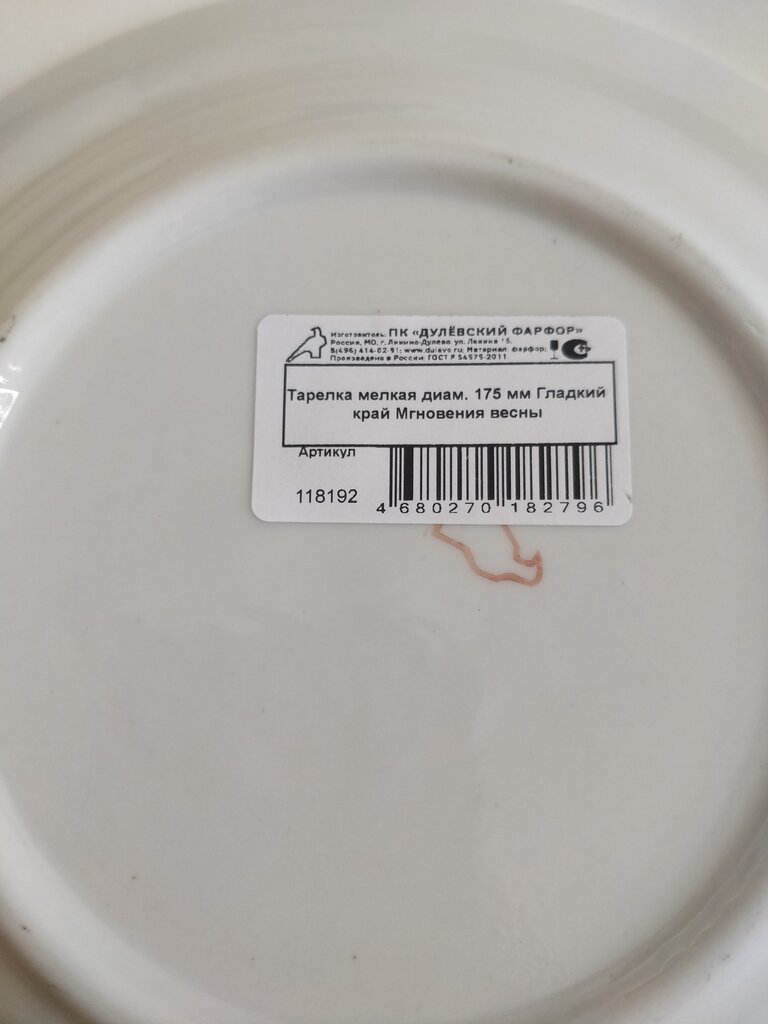 Изготовитель: ПК «ДУЛЁВСКИЙ ФАРФОР»
Россия, МО, г. Ликино-Дулево, ул. Ленина 15,
8(496) 414-02-91; www.dulevo.ru, Материал: фарфор;
Произведено в России. ГОСТ Р 54575-2011
Тарелка мелкая диам. 175 мм Гладкий
край Мгновения весны
Артикул
118192
4 680270 182796